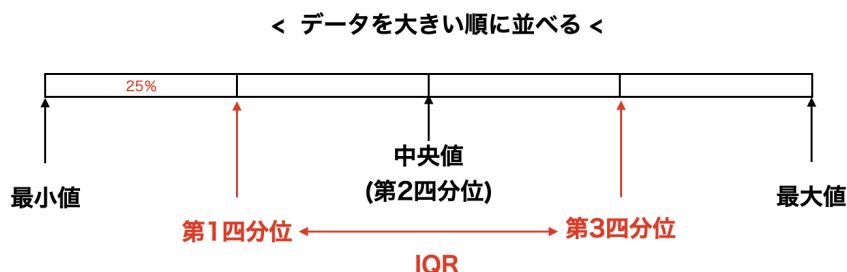 < データを大きい順に並べる <
25%
中央値
(第2四分位)
最小値
最大値
第1四分位
第3四分位
IQR